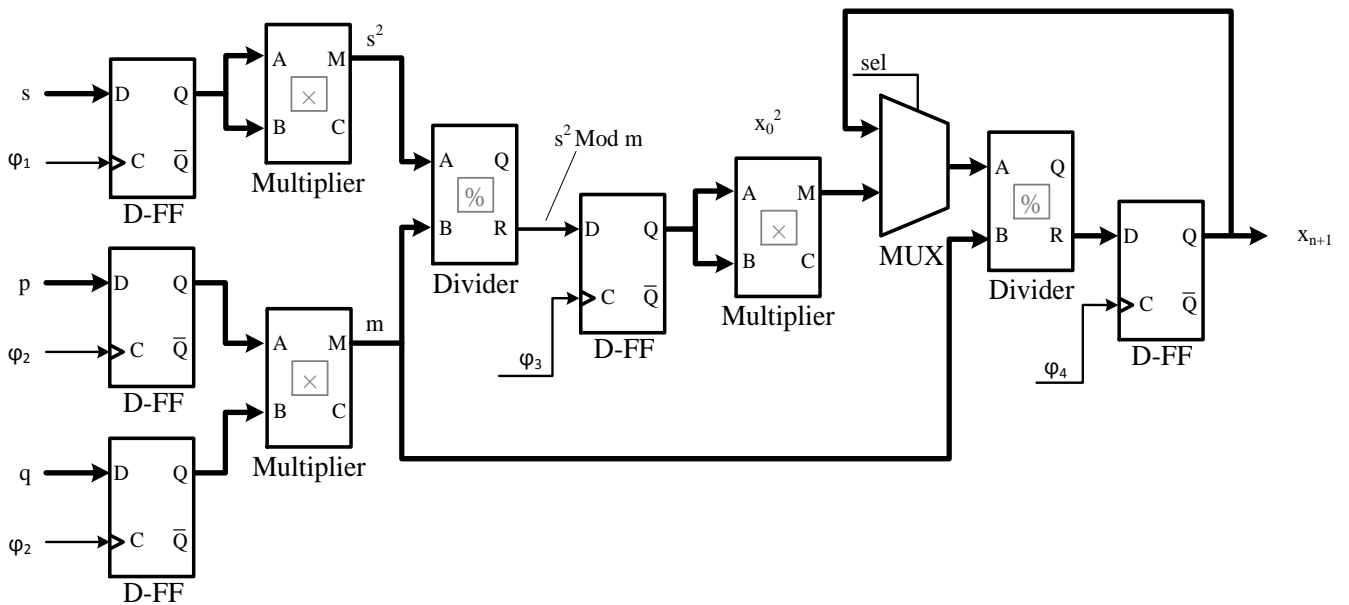 s
φ₁
D
Q
C
Q̅
D-FF
A
M
×
B
C
Multiplier
s²
p
φ₂
D
Q
C
Q̅
D-FF
q
φ₂
D
Q
C
Q̅
D-FF
A
M
×
B
C
Multiplier
m
A
Q
%
B
R
Divider
s² Mod m
D
Q
C
Q̅
D-FF
φ₃
x₀²
A
M
×
B
C
Multiplier
sel
MUX
A
Q
%
B
R
Divider
D
Q
C
Q̅
D-FF
φ₄
xₙ₊₁